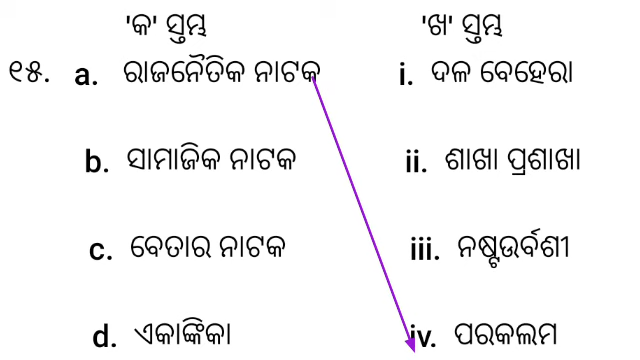 'କ' ସ୍ତମ୍ଭ 'ଖ' ସ୍ତମ୍ଭ
୧୫. a. ରାଜନୈତିକ ନାଟକ i. ଦଳ ବେହେରା
b. ସାମାଜିକ ନାଟକ ii. ଶାଖା ପ୍ରଶାଖା
c. ବେତାର ନାଟକ iii. ନଷ୍ଟଉର୍ବଶୀ
d. ଏକାଙ୍କିକା iv. ପରକଲମ